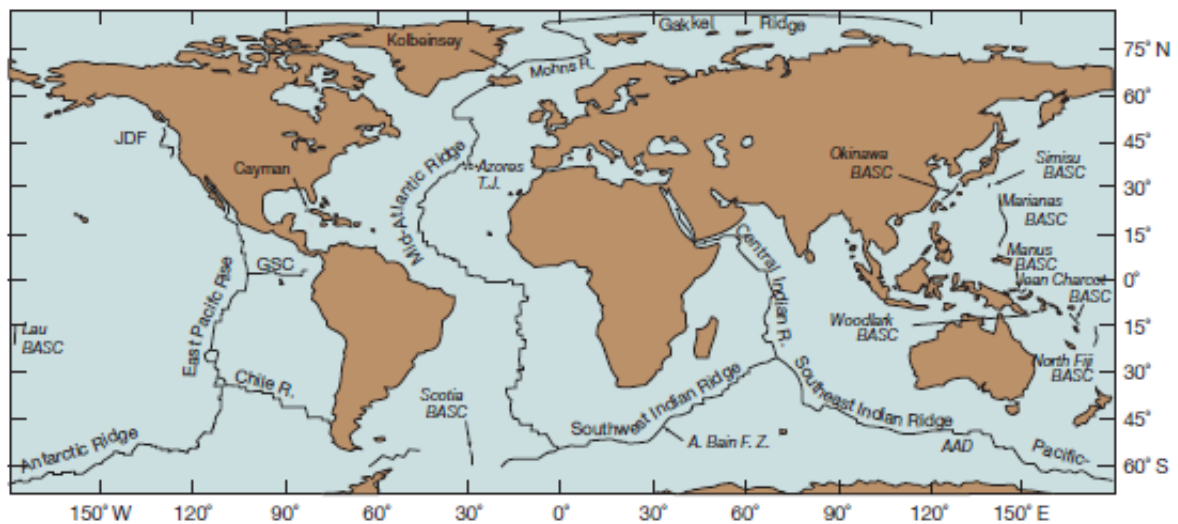 Gakkel Ridge
Kolbeinsey
Mohns R.
75° N
60°
JDF
45°
Mid-Atlantic Ridge
Azores
T.J.
Okinawa
BASC
Simisu
BASC
Cayman
30°
Marianas
BASC
15°
Central Indian R.
Manus
BASC
GSC
0°
Jean Charcot
BASC
East Pacific Rise
Lau
BASC
Woodlark
BASC
15°
North Fiji
BASC
30°
Chile R.
Scotia
BASC
Southwest Indian Ridge
Southeast Indian Ridge
45°
A. Bain F. Z.
AAD
Pacific-
Antarctic Ridge
60° S
150° W
120°
90°
60°
30°
0°
30°
60°
90°
120°
150° E